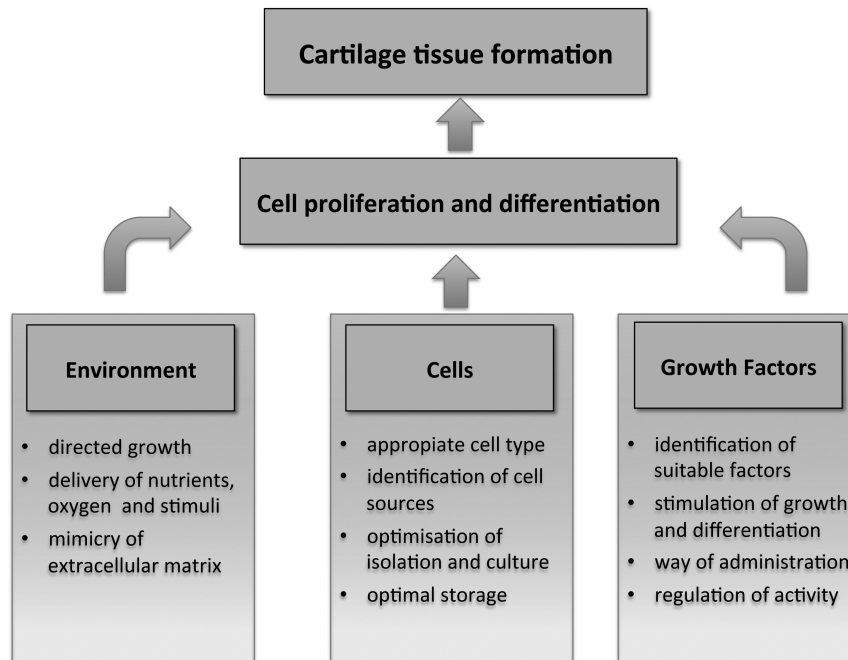 Cartilage tissue formation
Cell proliferation and differentiation
Environment
• directed growth
• delivery of nutrients,
oxygen and stimuli
• mimicry of
extracellular matrix
Cells
• appropiate cell type
• identification of cell
sources
• optimisation of
isolation and culture
• optimal storage
Growth Factors
• identification of
suitable factors
• stimulation of growth
and differentiation
• way of administration
• regulation of activity